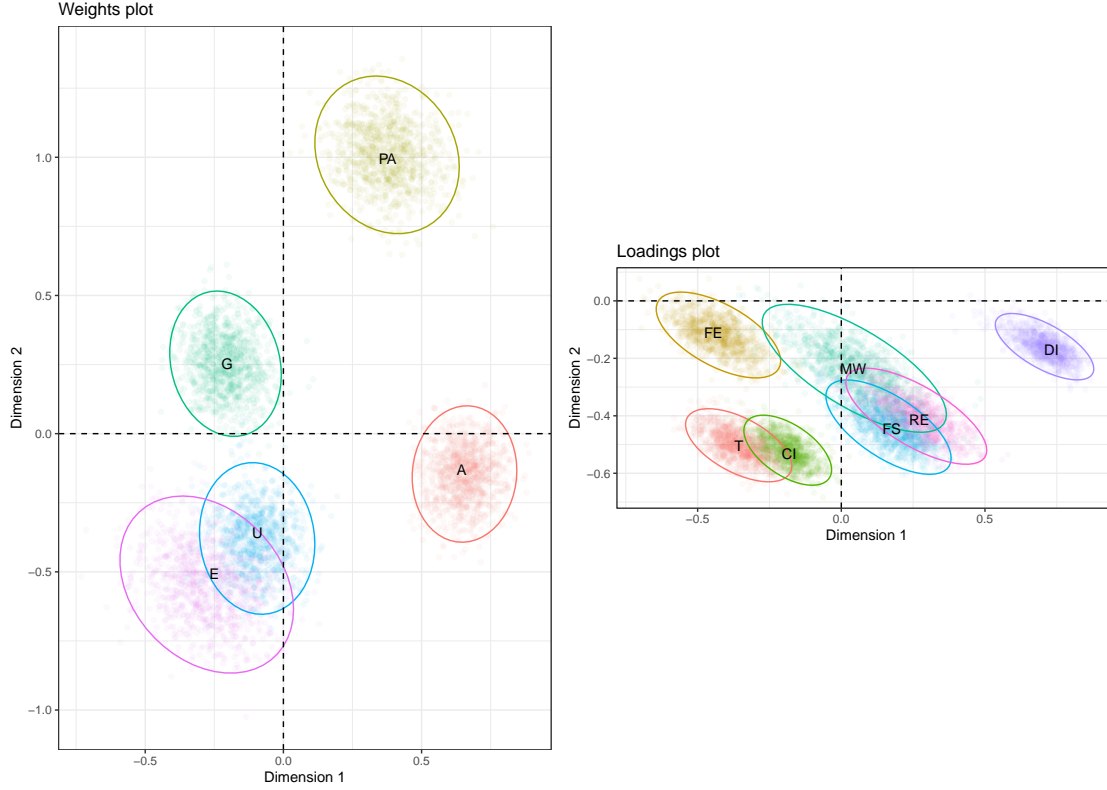 Weights plot
1.0
0.5
0.0
−0.5
−1.0
Dimension 2
PA
G
A
U
E
−0.5
0.0
0.5
Dimension 1
Loadings plot
0.0
−0.2
−0.4
−0.6
Dimension 2
FE
DI
MW
RE
FS
T
CI
−0.5
0.0
0.5
Dimension 1